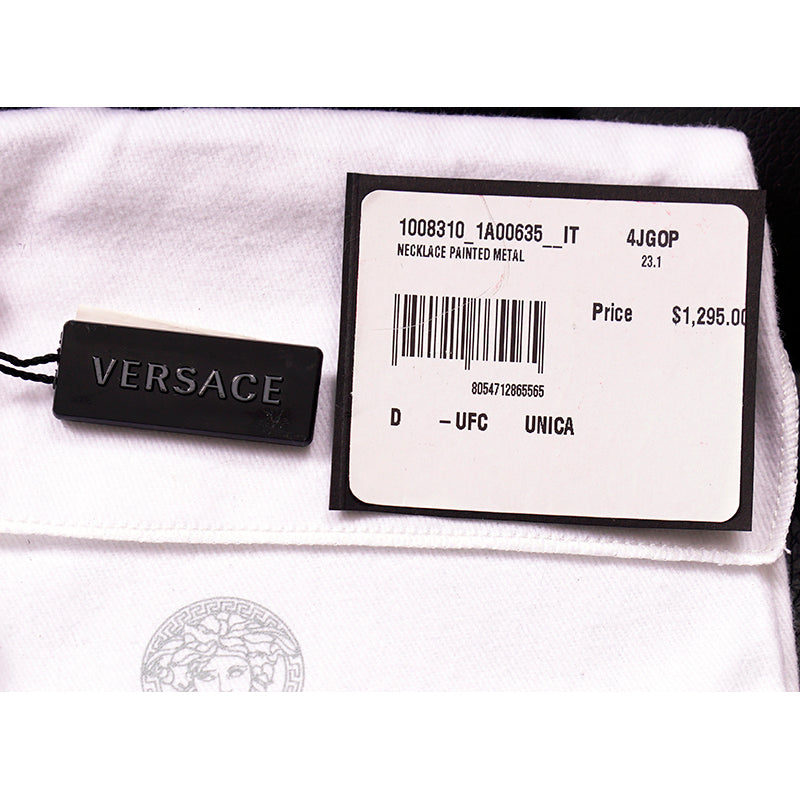 1008310_1A00635__IT 4JGOP
NECKLACE PAINTED METAL 23.1
Price $1,295.00
8054712865565
D -UFC UNICA
VERSACE